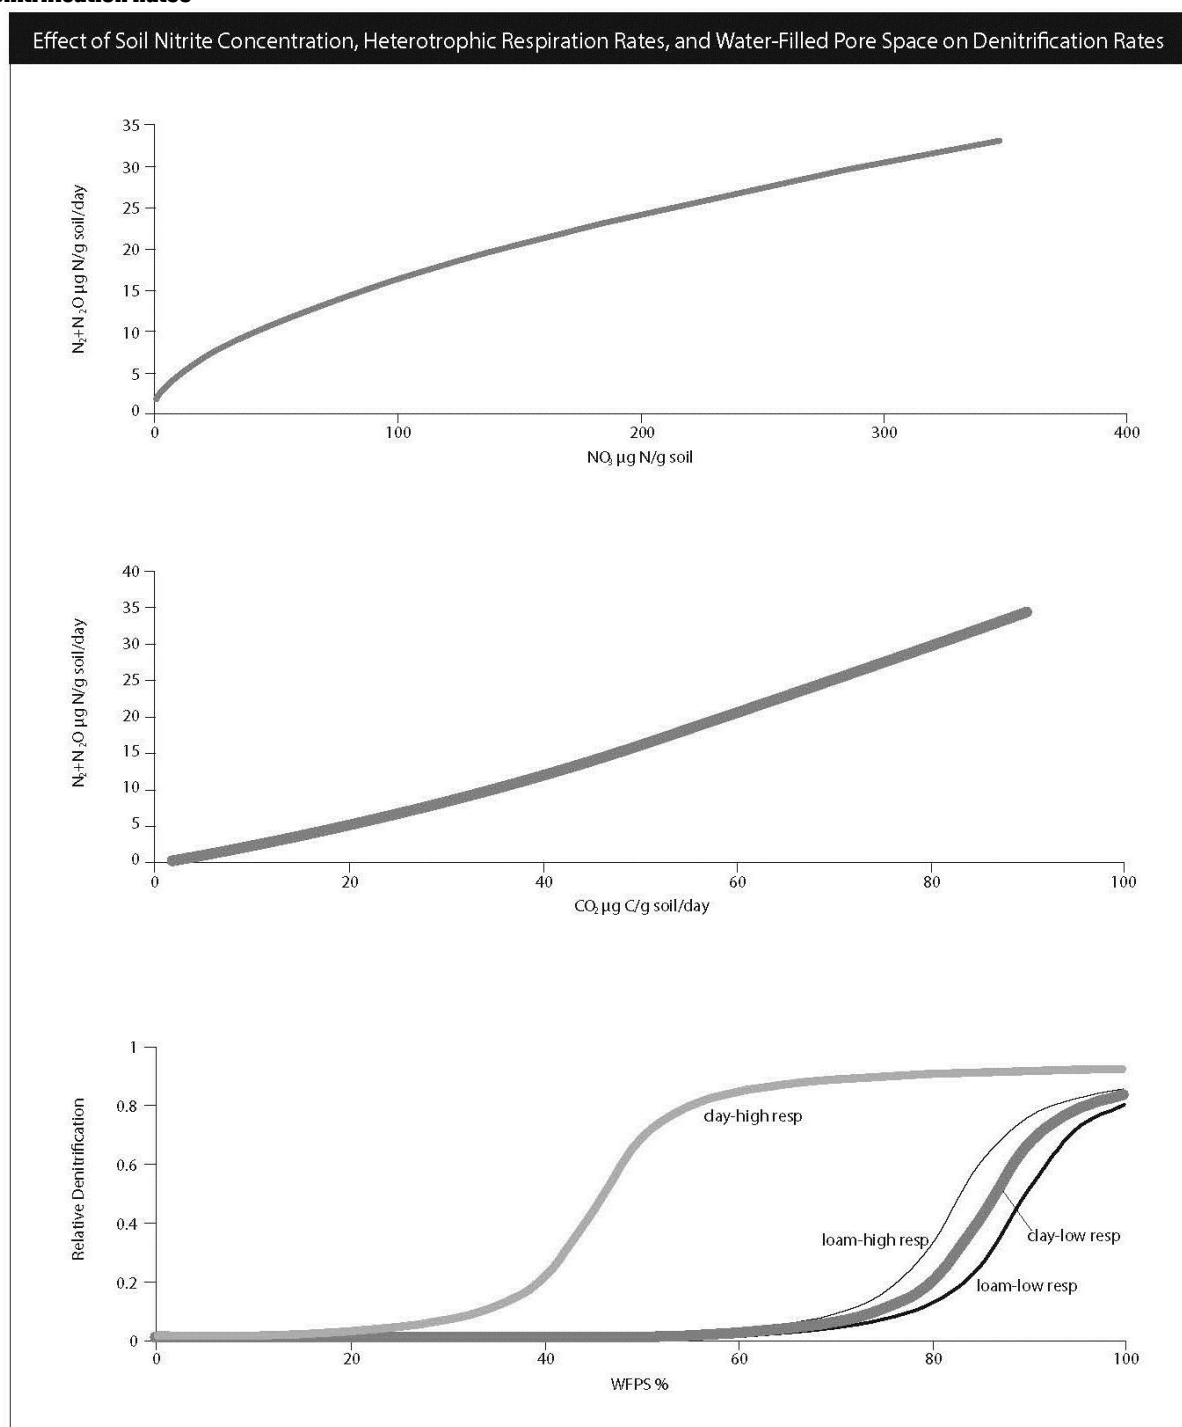 Effect of Soil Nitrite Concentration, Heterotrophic Respiration Rates, and Water-Filled Pore Space on Denitrification Rates
35
30
25
20
15
10
5
0
N₂+N₂O µg N/g soil/day
0 100 200 300 400
NO₃ µg N/g soil
40
35
30
25
20
15
10
5
0
N₂+N₂O µg N/g soil/day
0 20 40 60 80 100
CO₂ µg C/g soil/day
1
0.8
0.6
0.4
0.2
0
Relative Denitrification
clay-high resp
loam-high resp
clay-low resp
loam-low resp
0 20 40 60 80 100
WFPS %